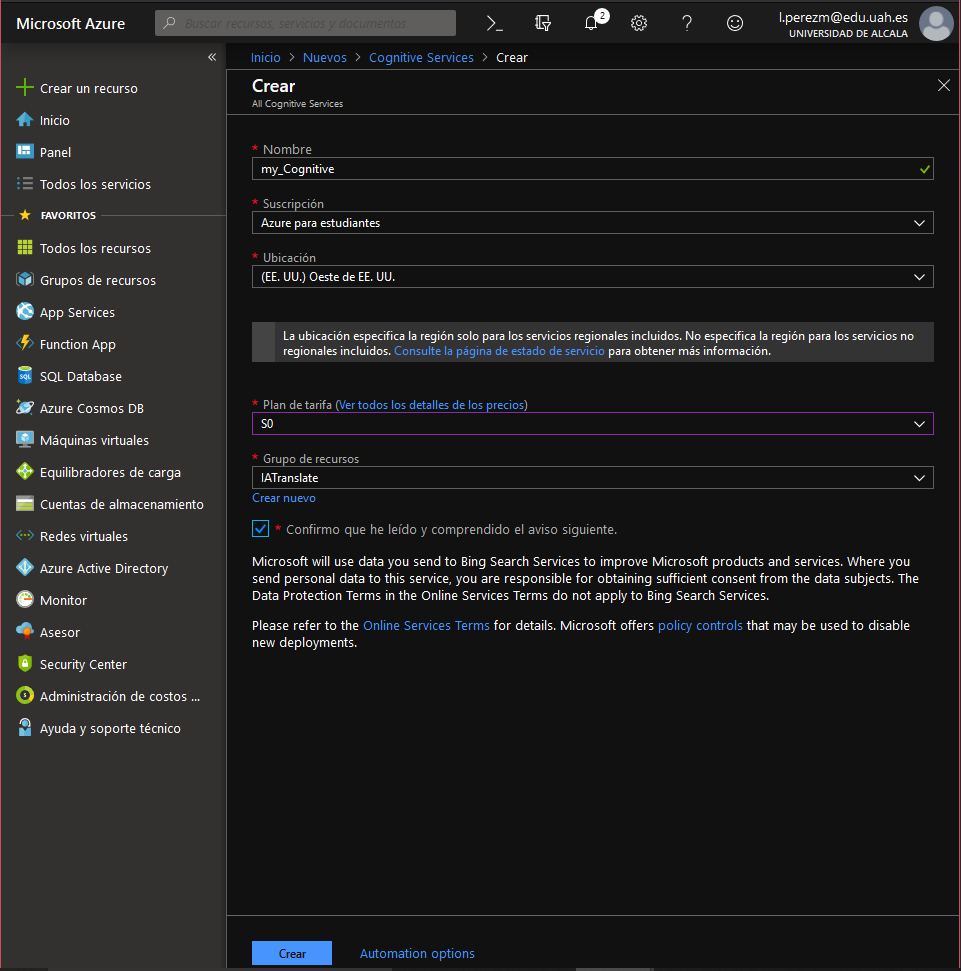 Microsoft Azure
Buscar recursos, servicios y documentos
2
l.perezm@edu.uah.es
UNIVERSIDAD DE ALCALA
Crear un recurso
Inicio
Panel
Todos los servicios
FAVORITOS
Todos los recursos
Grupos de recursos
App Services
Function App
SQL
SQL Database
Azure Cosmos DB
Máquinas virtuales
Equilibradores de carga
Cuentas de almacenamiento
Redes virtuales
Azure Active Directory
Monitor
Asesor
Security Center
Administración de costos ...
Ayuda y soporte técnico
Inicio > Nuevos > Cognitive Services > Crear
Crear
All Cognitive Services
* Nombre
my_Cognitive
* Suscripción
Azure para estudiantes
* Ubicación
(EE. UU.) Oeste de EE. UU.
La ubicación especifica la región solo para los servicios regionales incluidos. No especifica la región para los servicios no
regionales incluidos. Consulte la página de estado de servicio para obtener más información.
* Plan de tarifa (Ver todos los detalles de los precios)
S0
* Grupo de recursos
IATranslate
Crear nuevo
* Confirmo que he leído y comprendido el aviso siguiente.
Microsoft will use data you send to Bing Search Services to improve Microsoft products and services. Where you
send personal data to this service, you are responsible for obtaining sufficient consent from the data subjects. The
Data Protection Terms in the Online Services Terms do not apply to Bing Search Services.
Please refer to the Online Services Terms for details. Microsoft offers policy controls that may be used to disable
new deployments.
Crear
Automation options